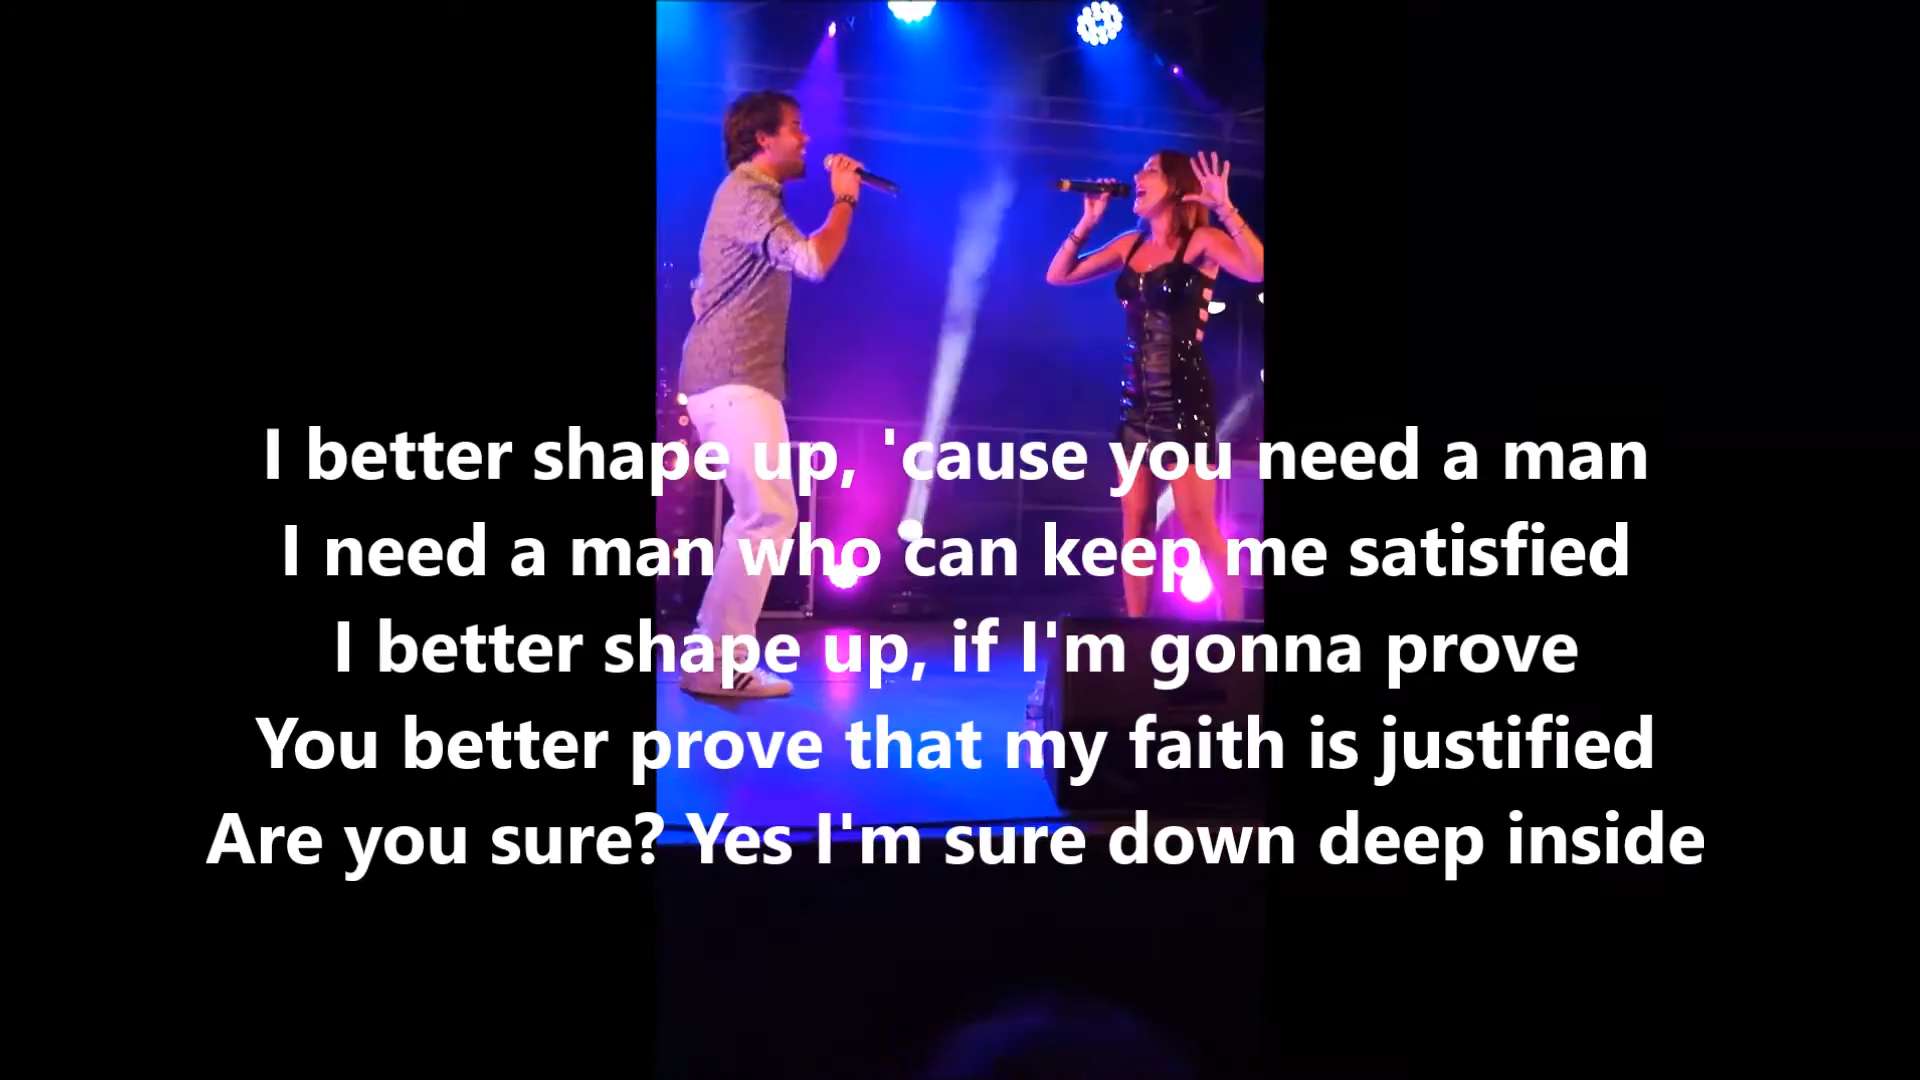 I better shape up, 'cause you need a man
I need a man who can keep me satisfied
I better shape up, if I'm gonna prove
You better prove that my faith is justified
Are you sure? Yes I'm sure down deep inside